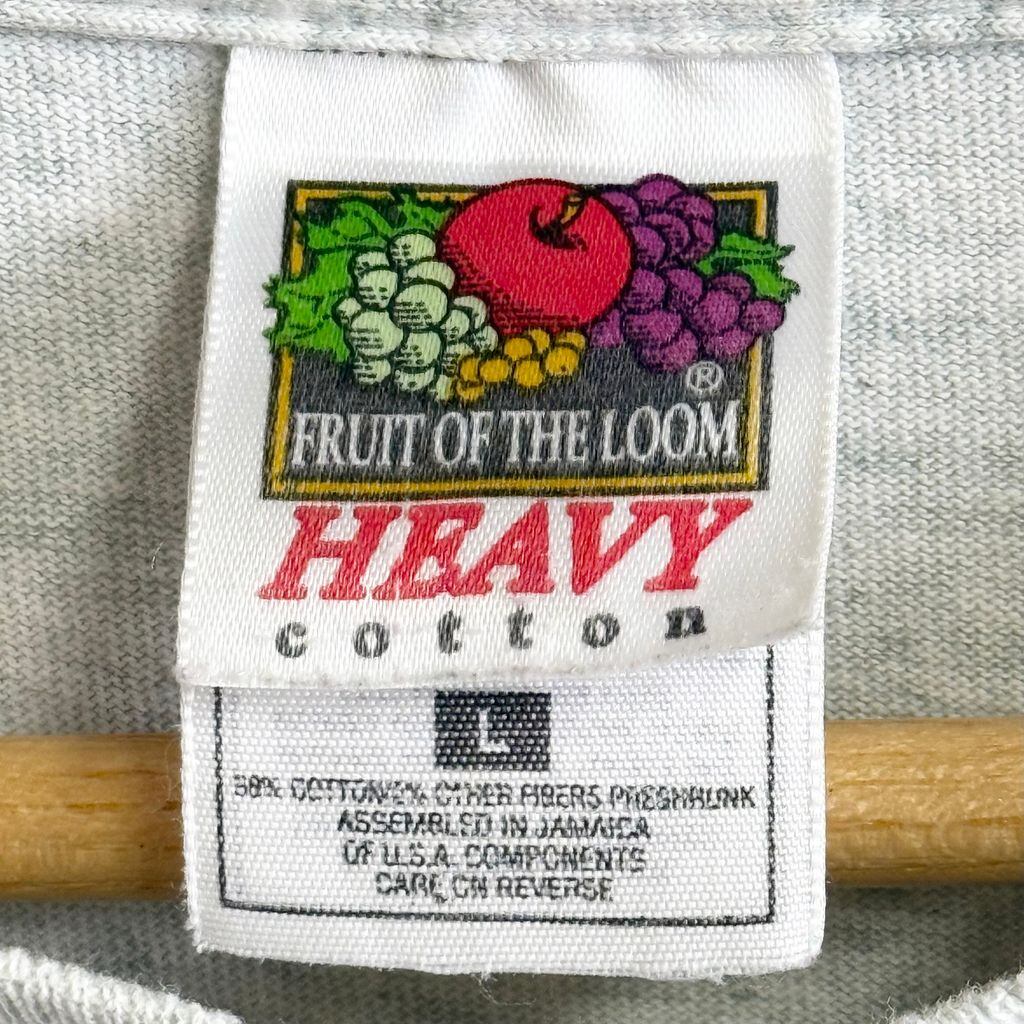 ®
FRUIT OF THE LOOM
HEAVY
cotton
L
98% COTTON/2% OTHER FIBERS PRESHRUNK
ASSEMBLED IN JAMAICA
OF U.S.A. COMPONENTS
CARE ON REVERSE